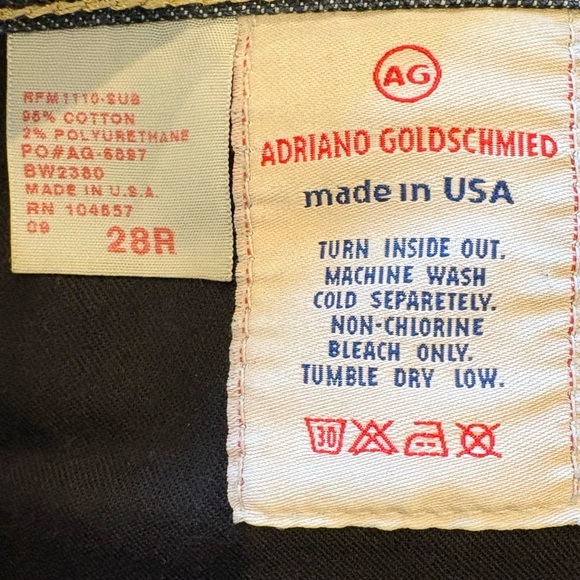 RFM1110-SUB
98% COTTON
2% POLYURETHANE
PO#AG-6897
BW2380
MADE IN U.S.A.
RN 104557
09
28R
AG
ADRIANO GOLDSCHMIED
made in USA
TURN INSIDE OUT.
MACHINE WASH
COLD SEPARETELY.
NON-CHLORINE
BLEACH ONLY.
TUMBLE DRY LOW.
30